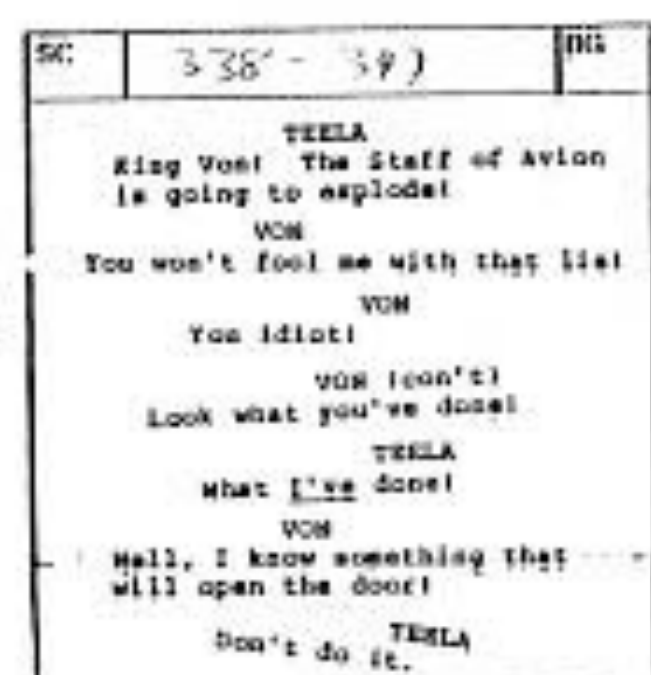 SC:
338 - 393
TEELA
King Von! The Staff of Avion
is going to explode!
VON
You won't fool me with that lie!
VON
You idiot!
VON (con't)
Look what you've done!
TEELA
What I've done!
VON
Well, I know something that
will open the door!
TEELA
Don't do it.